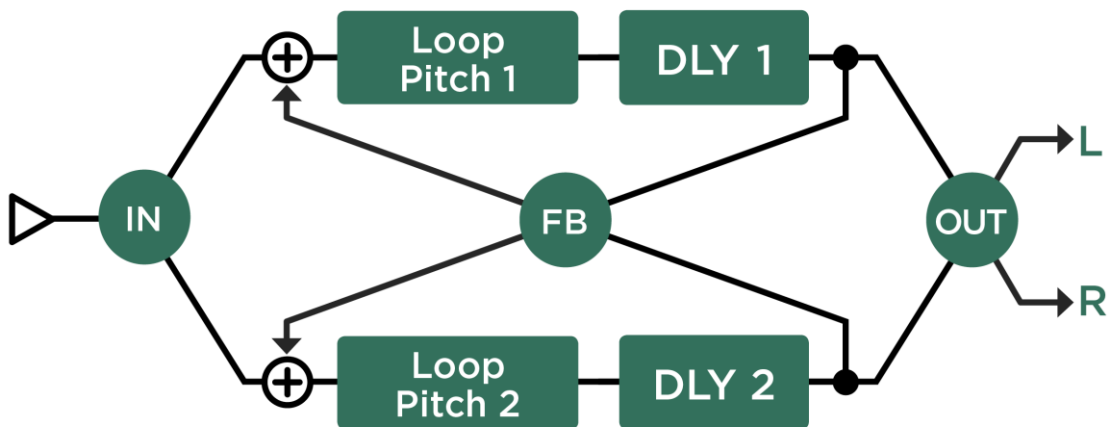 Loop
Pitch 1
DLY 1
L
IN
FB
OUT
R
Loop
Pitch 2
DLY 2